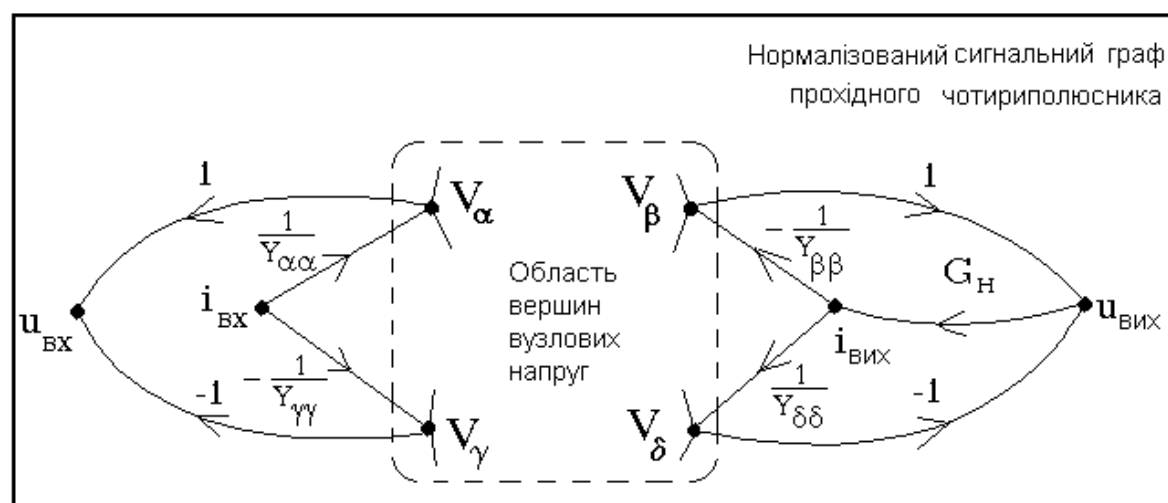 Нормалізований сигнальний граф
прохідного чотириполюсника
1
V_α
V_β
1
1/Y_αα
-1/Y_ββ
Область
вершин
вузлових
напруг
G_Н
u_вх
i_вх
i_вих
u_вих
-1/Y_γγ
1/Y_δδ
-1
-1
V_γ
V_δ